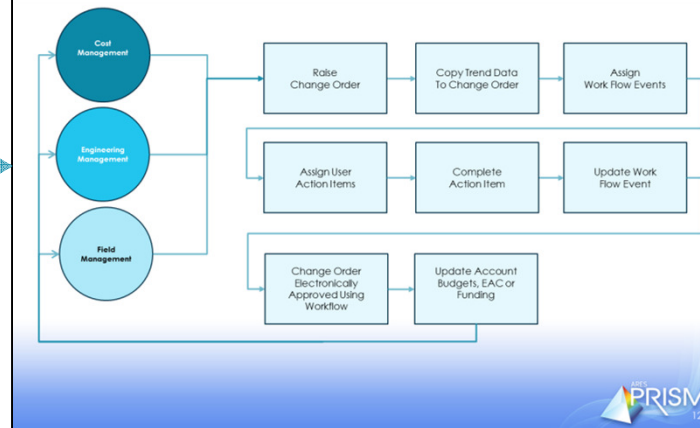 Cost
Management
Engineering
Management
Field
Management
Raise
Change Order
Copy Trend Data
To Change Order
Assign
Work Flow Events
Assign User
Action Items
Complete
Action Item
Update Work
Flow Event
Change Order
Electronically
Approved Using
Workflow
Update Account
Budgets, EAC or
Funding
ARES
PRISM
12